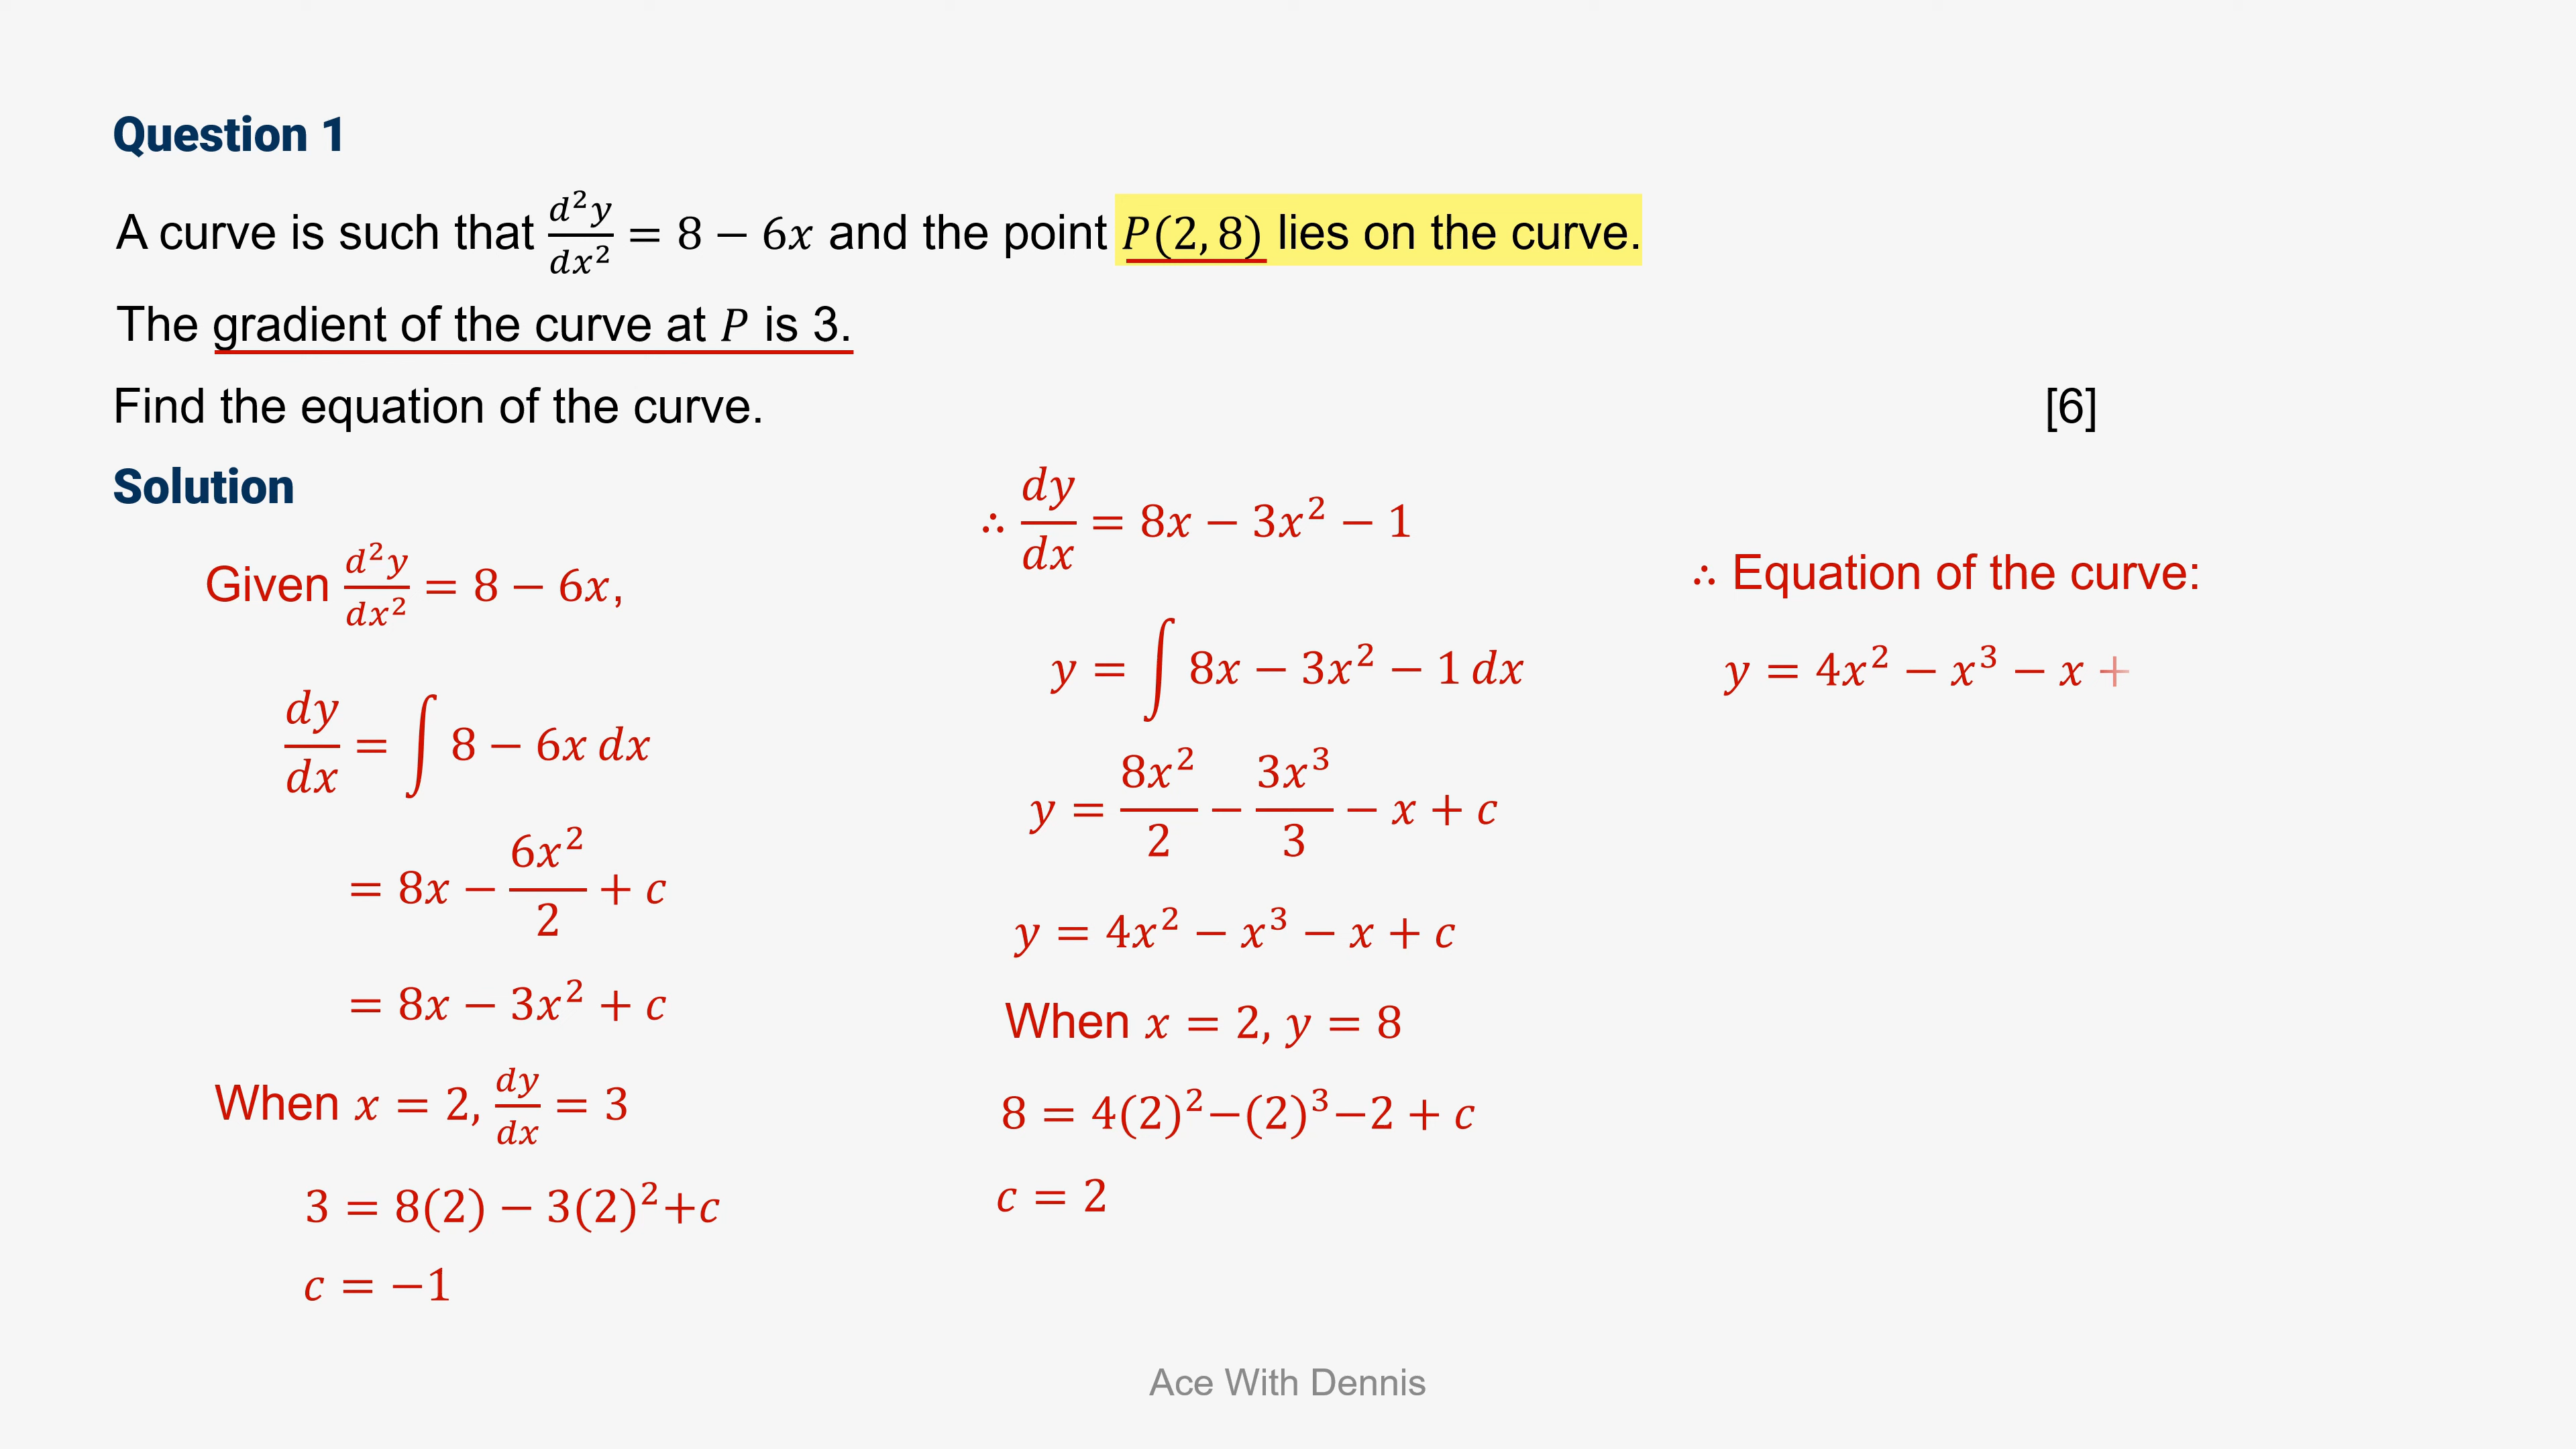 Question 1
A curve is such that d²y/dx² = 8 − 6x and the point P(2, 8) lies on the curve.
The gradient of the curve at P is 3.
Find the equation of the curve. [6]
Solution
Given d²y/dx² = 8 − 6x,
dy/dx = ∫ 8 − 6x dx
= 8x − 6x²/2 + c
= 8x − 3x² + c
When x = 2, dy/dx = 3
3 = 8(2) − 3(2)²+c
c = −1
∴ dy/dx = 8x − 3x² − 1
y = ∫ 8x − 3x² − 1 dx
y = 8x²/2 − 3x³/3 − x + c
y = 4x² − x³ − x + c
When x = 2, y = 8
8 = 4(2)²−(2)³−2 + c
c = 2
∴ Equation of the curve:
y = 4x² − x³ − x +
Ace With Dennis